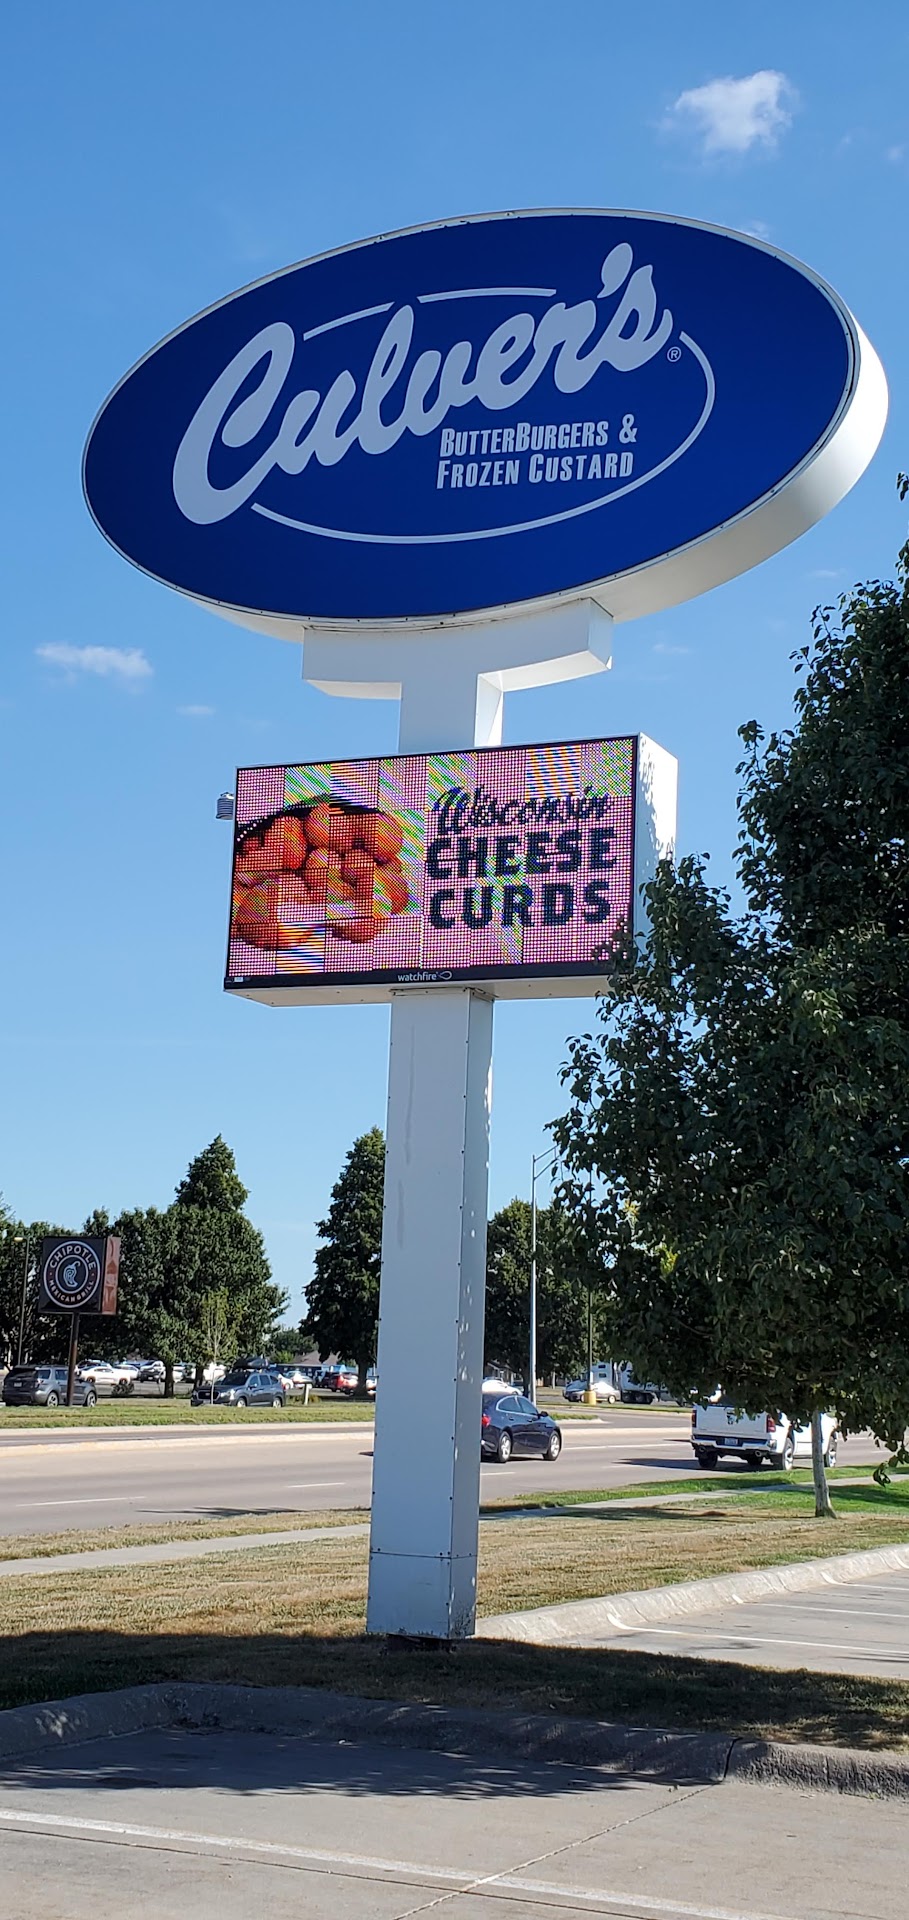 Culver's®
ButterBurgers &
Frozen Custard
Wisconsin
CHEESE
CURDS
watchfire
CHIPOTLE
MEXICAN GRILL